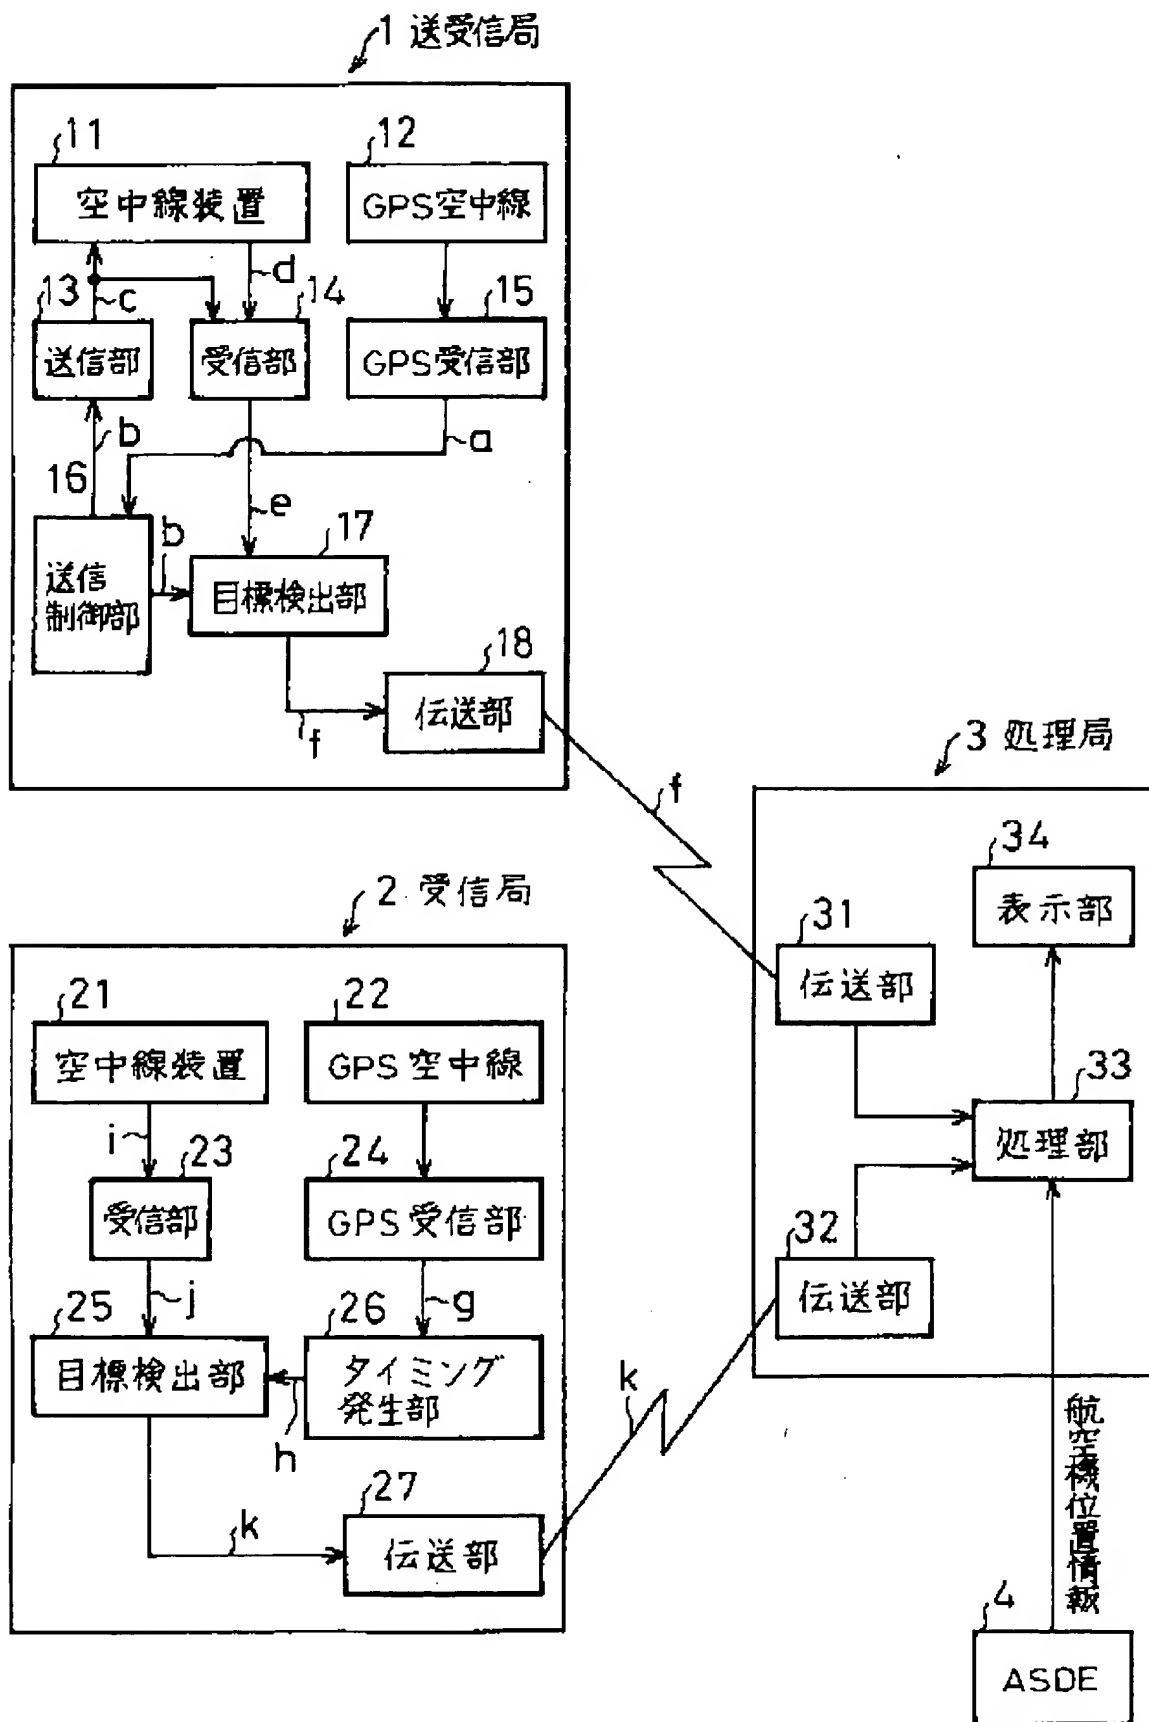 1 送受信局
11
12
空中線装置
GPS空中線
d
c
13
14
15
送信部
受信部
GPS受信部
b
a
16
e
b
17
送信
制御部
目標検出部
18
伝送部
f
f
3 処理局
34
表示部
2 受信局
31
伝送部
21
22
空中線装置
GPS空中線
33
処理部
i
23
24
受信部
GPS受信部
32
伝送部
j
g
25
26
目標検出部
タイミング
発生部
h
k
27
k
伝送部
航空機位置情報
4
ASDE